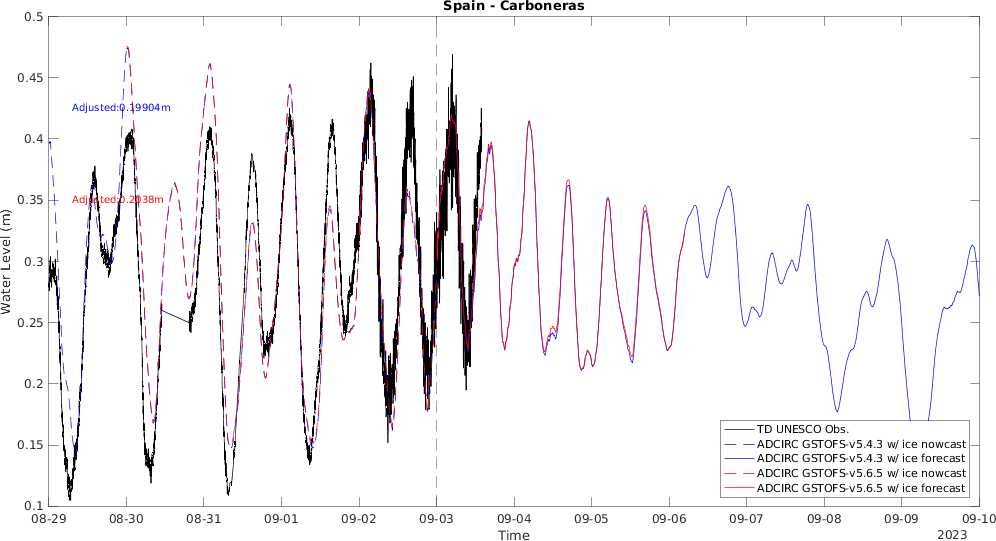 Spain - Carboneras
0.5
0.45
0.4
0.35
0.3
0.25
0.2
0.15
0.1
Water Level (m)
Adjusted:0.19904m
Adjusted:0.2038m
TD UNESCO Obs.
ADCIRC GSTOFS-v5.4.3 w/ ice nowcast
ADCIRC GSTOFS-v5.4.3 w/ ice forecast
ADCIRC GSTOFS-v5.6.5 w/ ice nowcast
ADCIRC GSTOFS-v5.6.5 w/ ice forecast
08-29 08-30 08-31 09-01 09-02 09-03 09-04 09-05 09-06 09-07 09-08 09-09 09-10
Time
2023